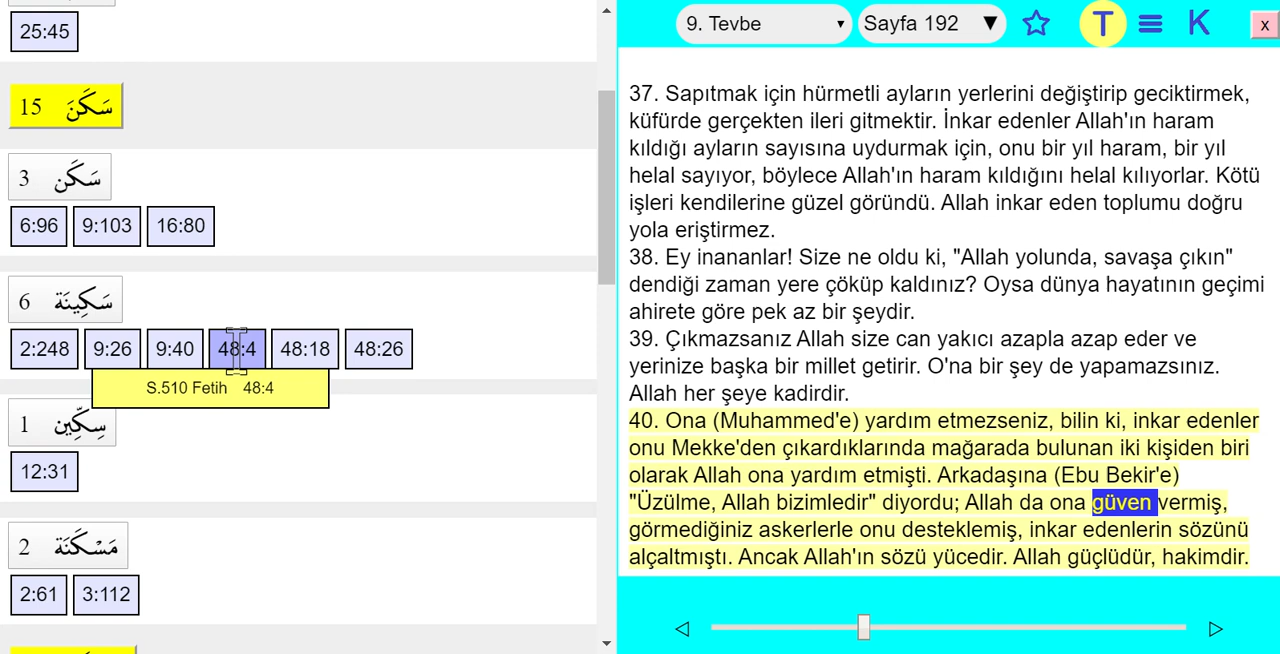 25:45
15 سَكَنَ
3 سَكَن
6:96 9:103 16:80
6 سَكِينَة
2:248 9:26 9:40 48:4 48:18 48:26
S.510 Fetih 48:4
1 سِكِّين
12:31
2 مَسْكَنَة
2:61 3:112
9. Tevbe ▾ Sayfa 192 ▼ T K x
37. Sapıtmak için hürmetli ayların yerlerini değiştirip geciktirmek,
küfürde gerçekten ileri gitmektir. İnkar edenler Allah'ın haram
kıldığı ayların sayısına uydurmak için, onu bir yıl haram, bir yıl
helal sayıyor, böylece Allah'ın haram kıldığını helal kılıyorlar. Kötü
işleri kendilerine güzel göründü. Allah inkar eden toplumu doğru
yola eriştirmez.
38. Ey inananlar! Size ne oldu ki, "Allah yolunda, savaşa çıkın"
dendiği zaman yere çöküp kaldınız? Oysa dünya hayatının geçimi
ahirete göre pek az bir şeydir.
39. Çıkmazsanız Allah size can yakıcı azapla azap eder ve
yerinize başka bir millet getirir. O'na bir şey de yapamazsınız.
Allah her şeye kadirdir.
40. Ona (Muhammed'e) yardım etmezseniz, bilin ki, inkar edenler
onu Mekke'den çıkardıklarında mağarada bulunan iki kişiden biri
olarak Allah ona yardım etmişti. Arkadaşına (Ebu Bekir'e)
"Üzülme, Allah bizimledir" diyordu; Allah da ona güven vermiş,
görmediğiniz askerlerle onu desteklemiş, inkar edenlerin sözünü
alçaltmıştı. Ancak Allah'ın sözü yücedir. Allah güçlüdür, hakimdir.